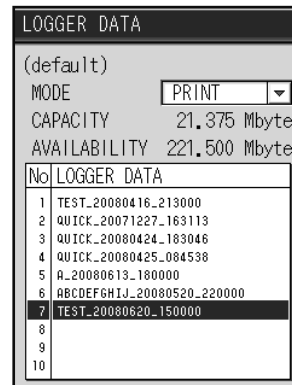 LOGGER DATA
(default)
MODE PRINT
CAPACITY 21.375 Mbyte
AVAILABILITY 221.500 Mbyte
No LOGGER DATA
1 TEST_20080416_213000
2 QUICK_20071227_163113
3 QUICK_20080424_183046
4 QUICK_20080425_084538
5 A_20080613_180000
6 ABCDEFGHIJ_20080520_220000
7 TEST_20080620_150000
8
9
10